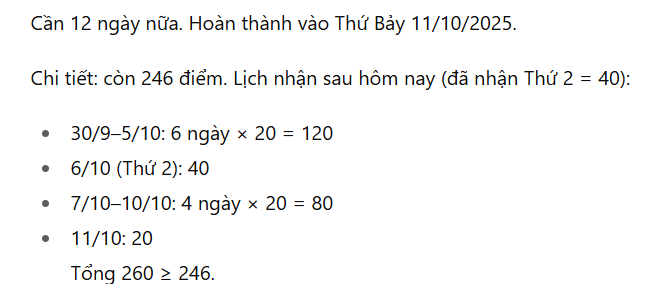 Cần 12 ngày nữa. Hoàn thành vào Thứ Bảy 11/10/2025.
Chi tiết: còn 246 điểm. Lịch nhận sau hôm nay (đã nhận Thứ 2 = 40):
• 30/9–5/10: 6 ngày × 20 = 120
• 6/10 (Thứ 2): 40
• 7/10–10/10: 4 ngày × 20 = 80
• 11/10: 20
Tổng 260 ≥ 246.